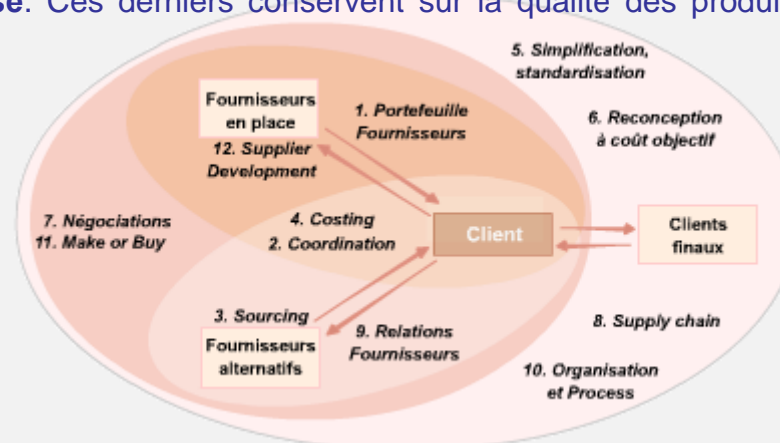 se. Ces derniers conservent sur la qualité des produi
5. Simplification,
standardisation
Fournisseurs
en place
1. Portefeuille
Fournisseurs
6. Reconception
à coût objectif
12. Supplier
Development
7. Négociations
11. Make or Buy
4. Costing
2. Coordination
Client
Clients
finaux
3. Sourcing
Fournisseurs
alternatifs
9. Relations
Fournisseurs
8. Supply chain
10. Organisation
et Process